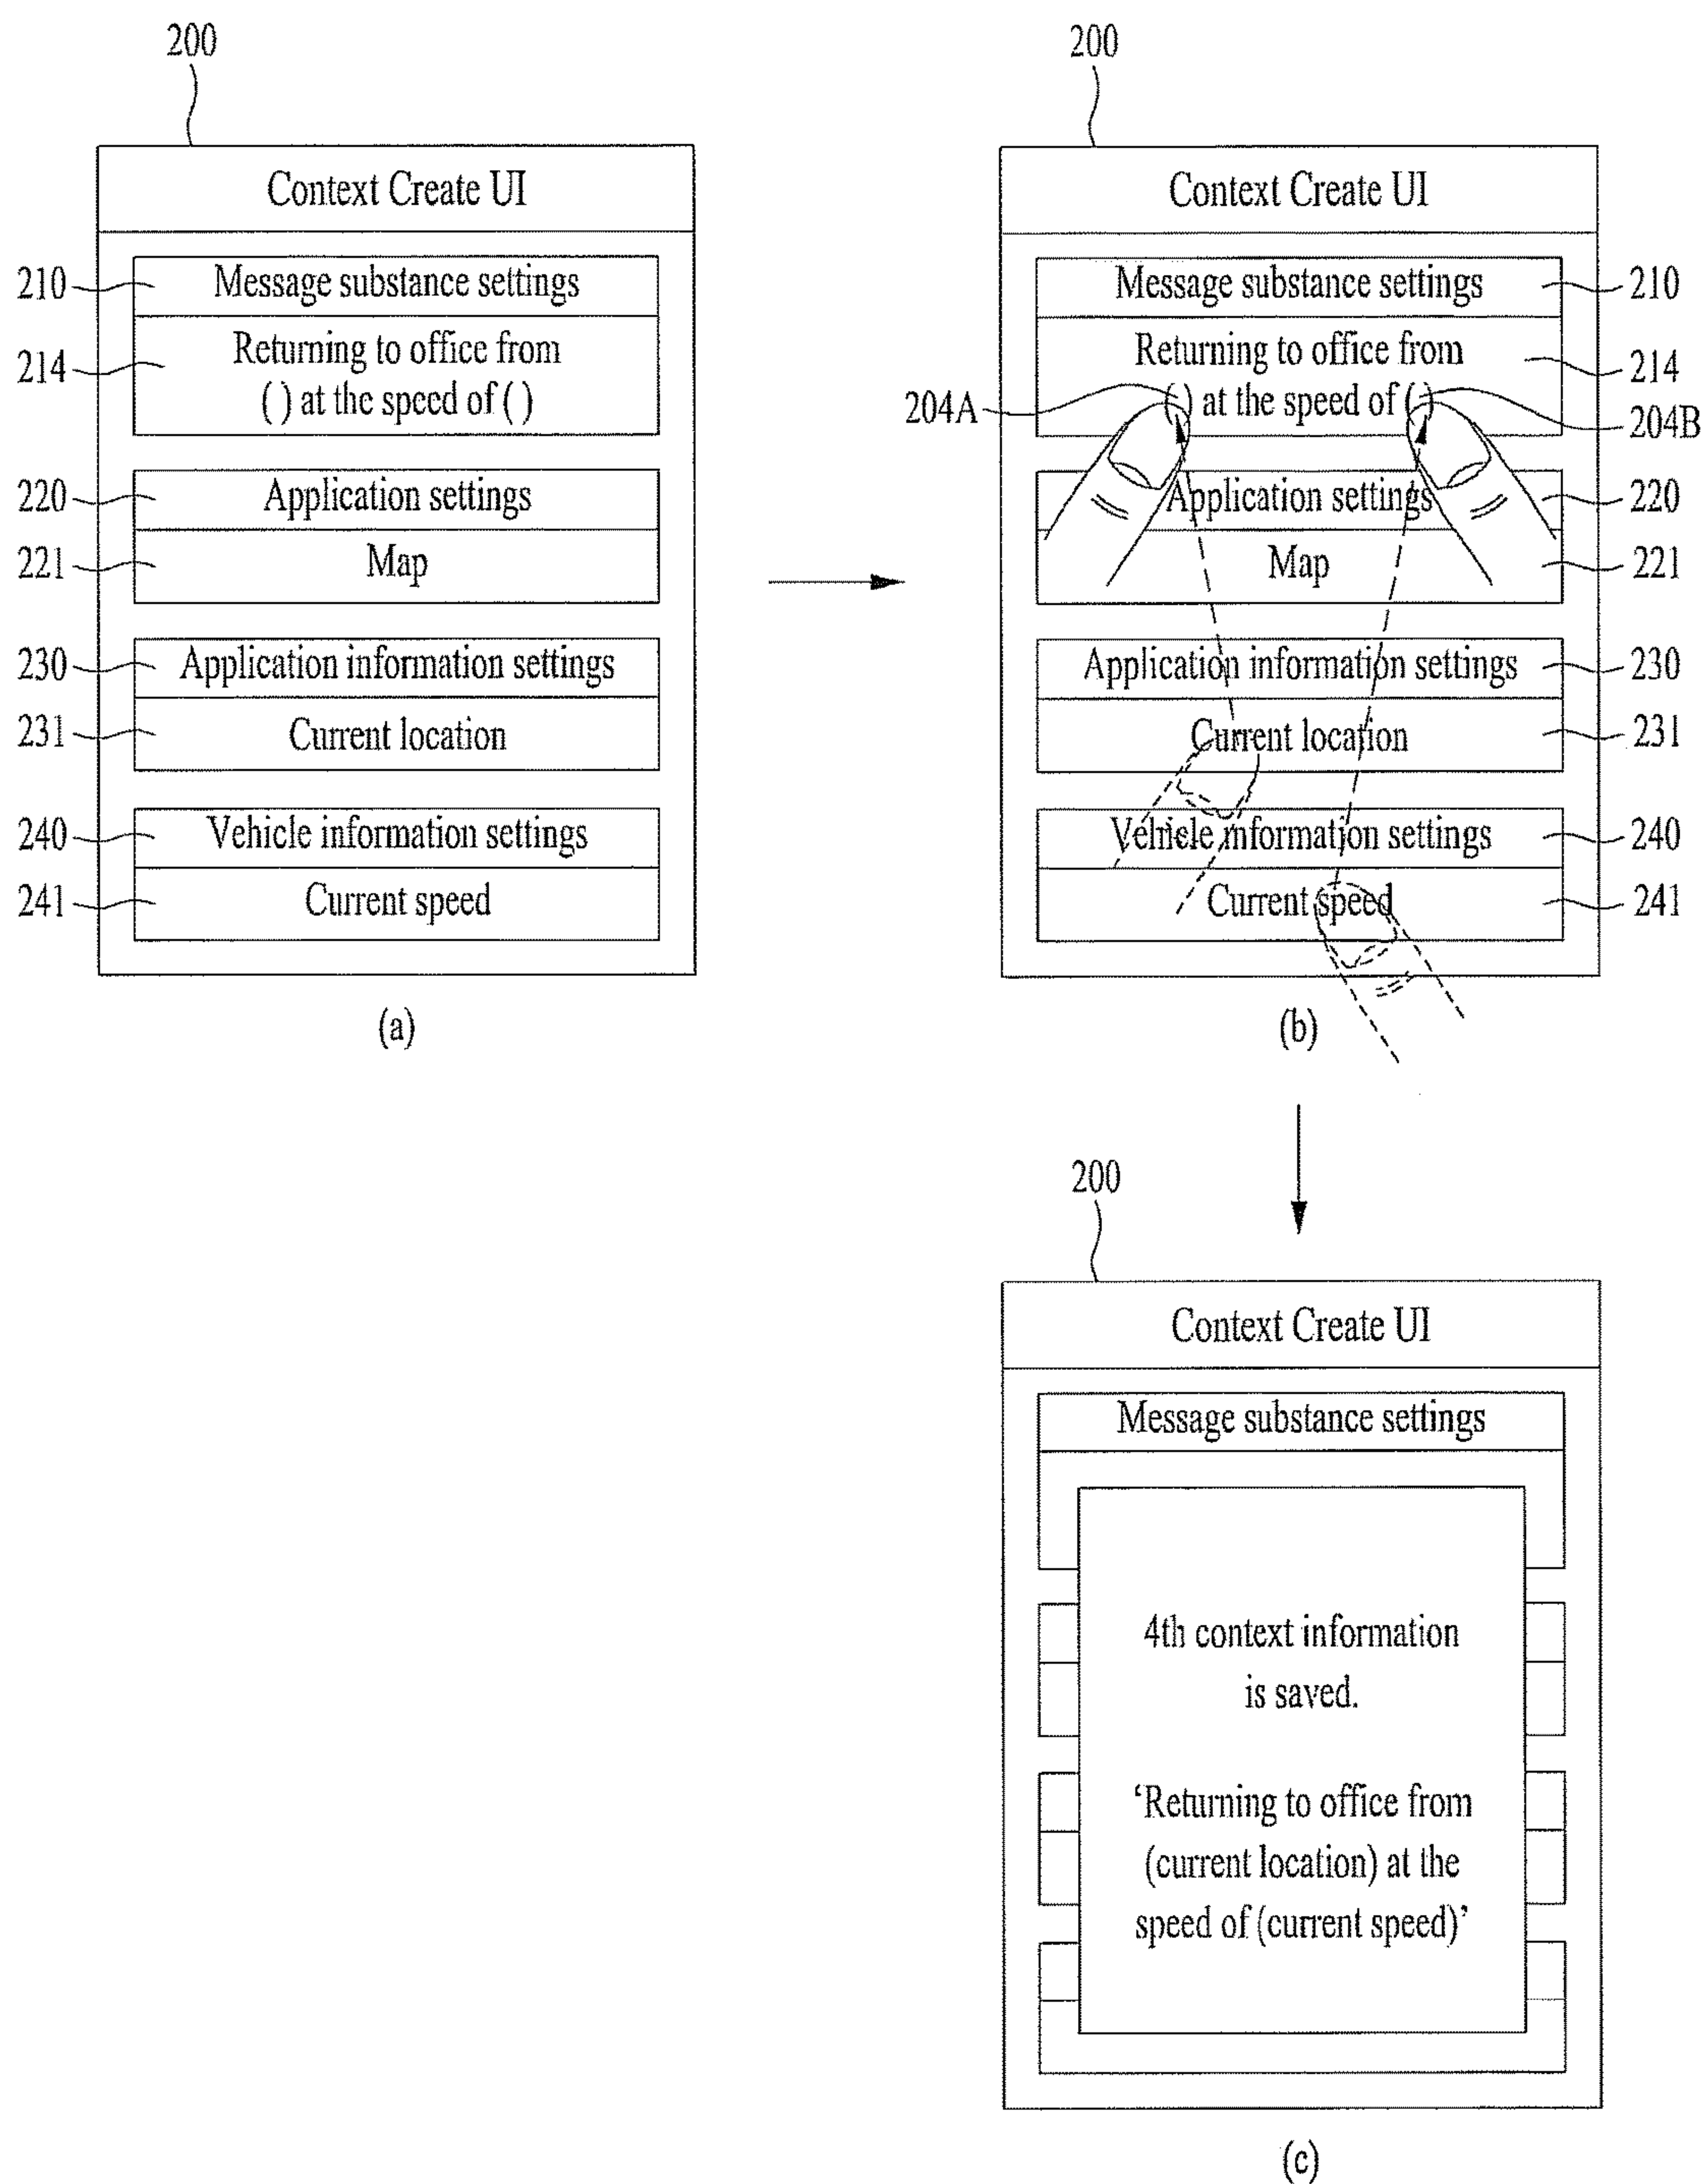 200
Context Create UI
210
Message substance settings
214
Returning to office from
( ) at the speed of ( )
220
Application settings
221
Map
230
Application information settings
231
Current location
240
Vehicle information settings
241
Current speed
(a)
200
Context Create UI
Message substance settings
210
Returning to office from
214
204A
( ) at the speed of ( )
204B
Application settings
220
Map
221
Application information settings
230
Current location
231
Vehicle information settings
240
Current speed
241
(b)
200
Context Create UI
Message substance settings
4th context information
is saved.
‘Returning to office from
(current location) at the
speed of (current speed)’
(c)